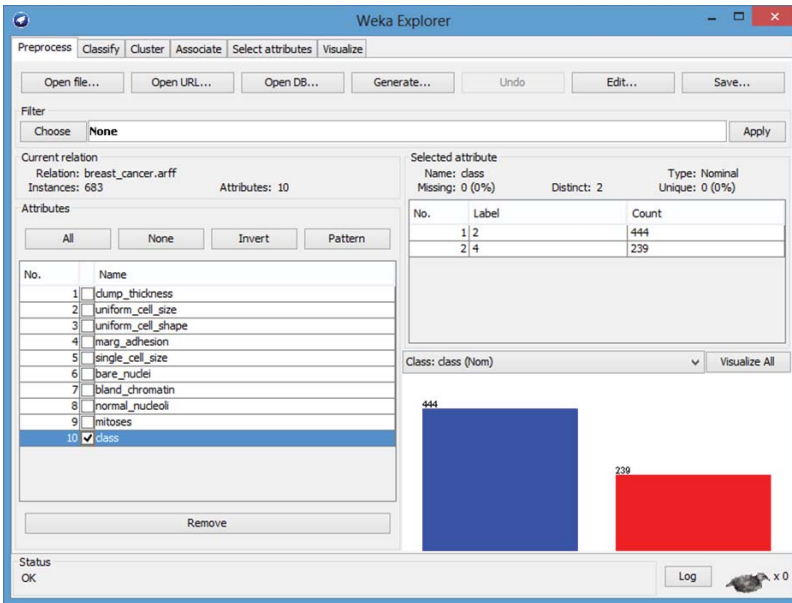 Weka Explorer
Preprocess Classify Cluster Associate Select attributes Visualize
Open file... Open URL... Open DB... Generate... Undo Edit... Save...
Filter
Choose None Apply
Current relation
Relation: breast_cancer.arff
Instances: 683 Attributes: 10
Attributes
All None Invert Pattern
No. Name
1 clump_thickness
2 uniform_cell_size
3 uniform_cell_shape
4 marg_adhesion
5 single_cell_size
6 bare_nuclei
7 bland_chromatin
8 normal_nucleoli
9 mitoses
10 class
Remove
Selected attribute
Name: class Type: Nominal
Missing: 0 (0%) Distinct: 2 Unique: 0 (0%)
No. Label Count
1 2 444
2 4 239
Class: class (Nom) Visualize All
444
239
Status
OK
Log x 0